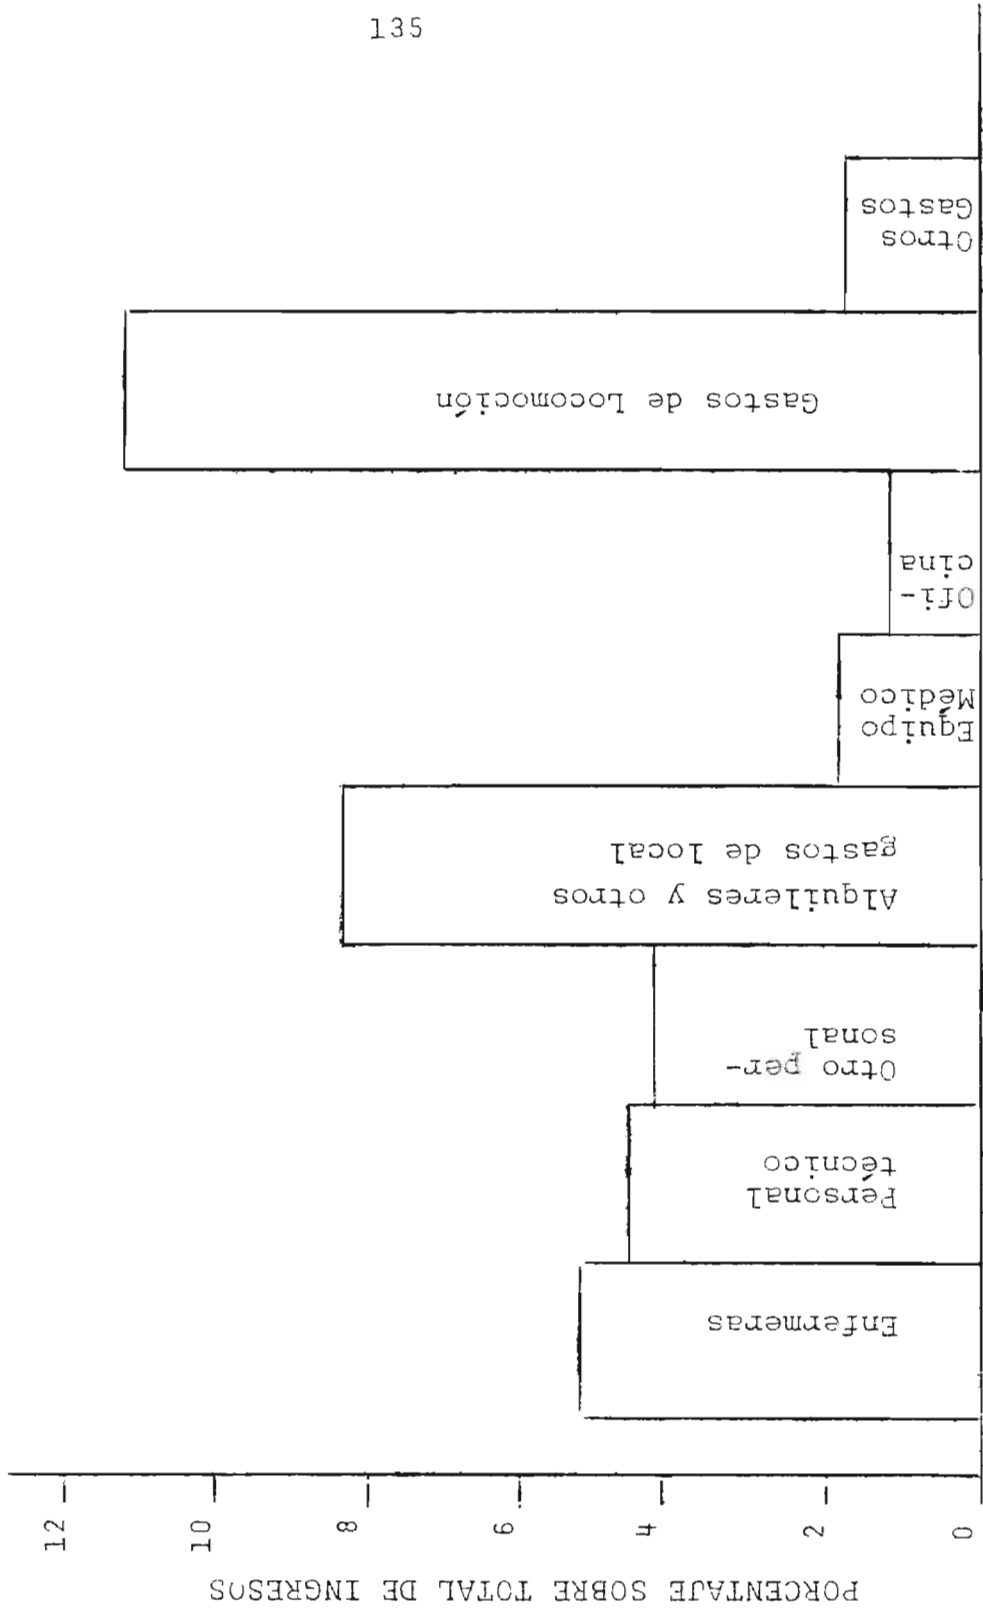 135
Otros
Gastos
Gastos de Locomoción
Ofi-
cina
Equipo
Médico
Alquileres y otros
gastos de local
Otro per-
sonal
Personal
técnico
Enfermeras
12
10
8
6
4
2
0
PORCENTAJE SOBRE TOTAL DE INGRESOS